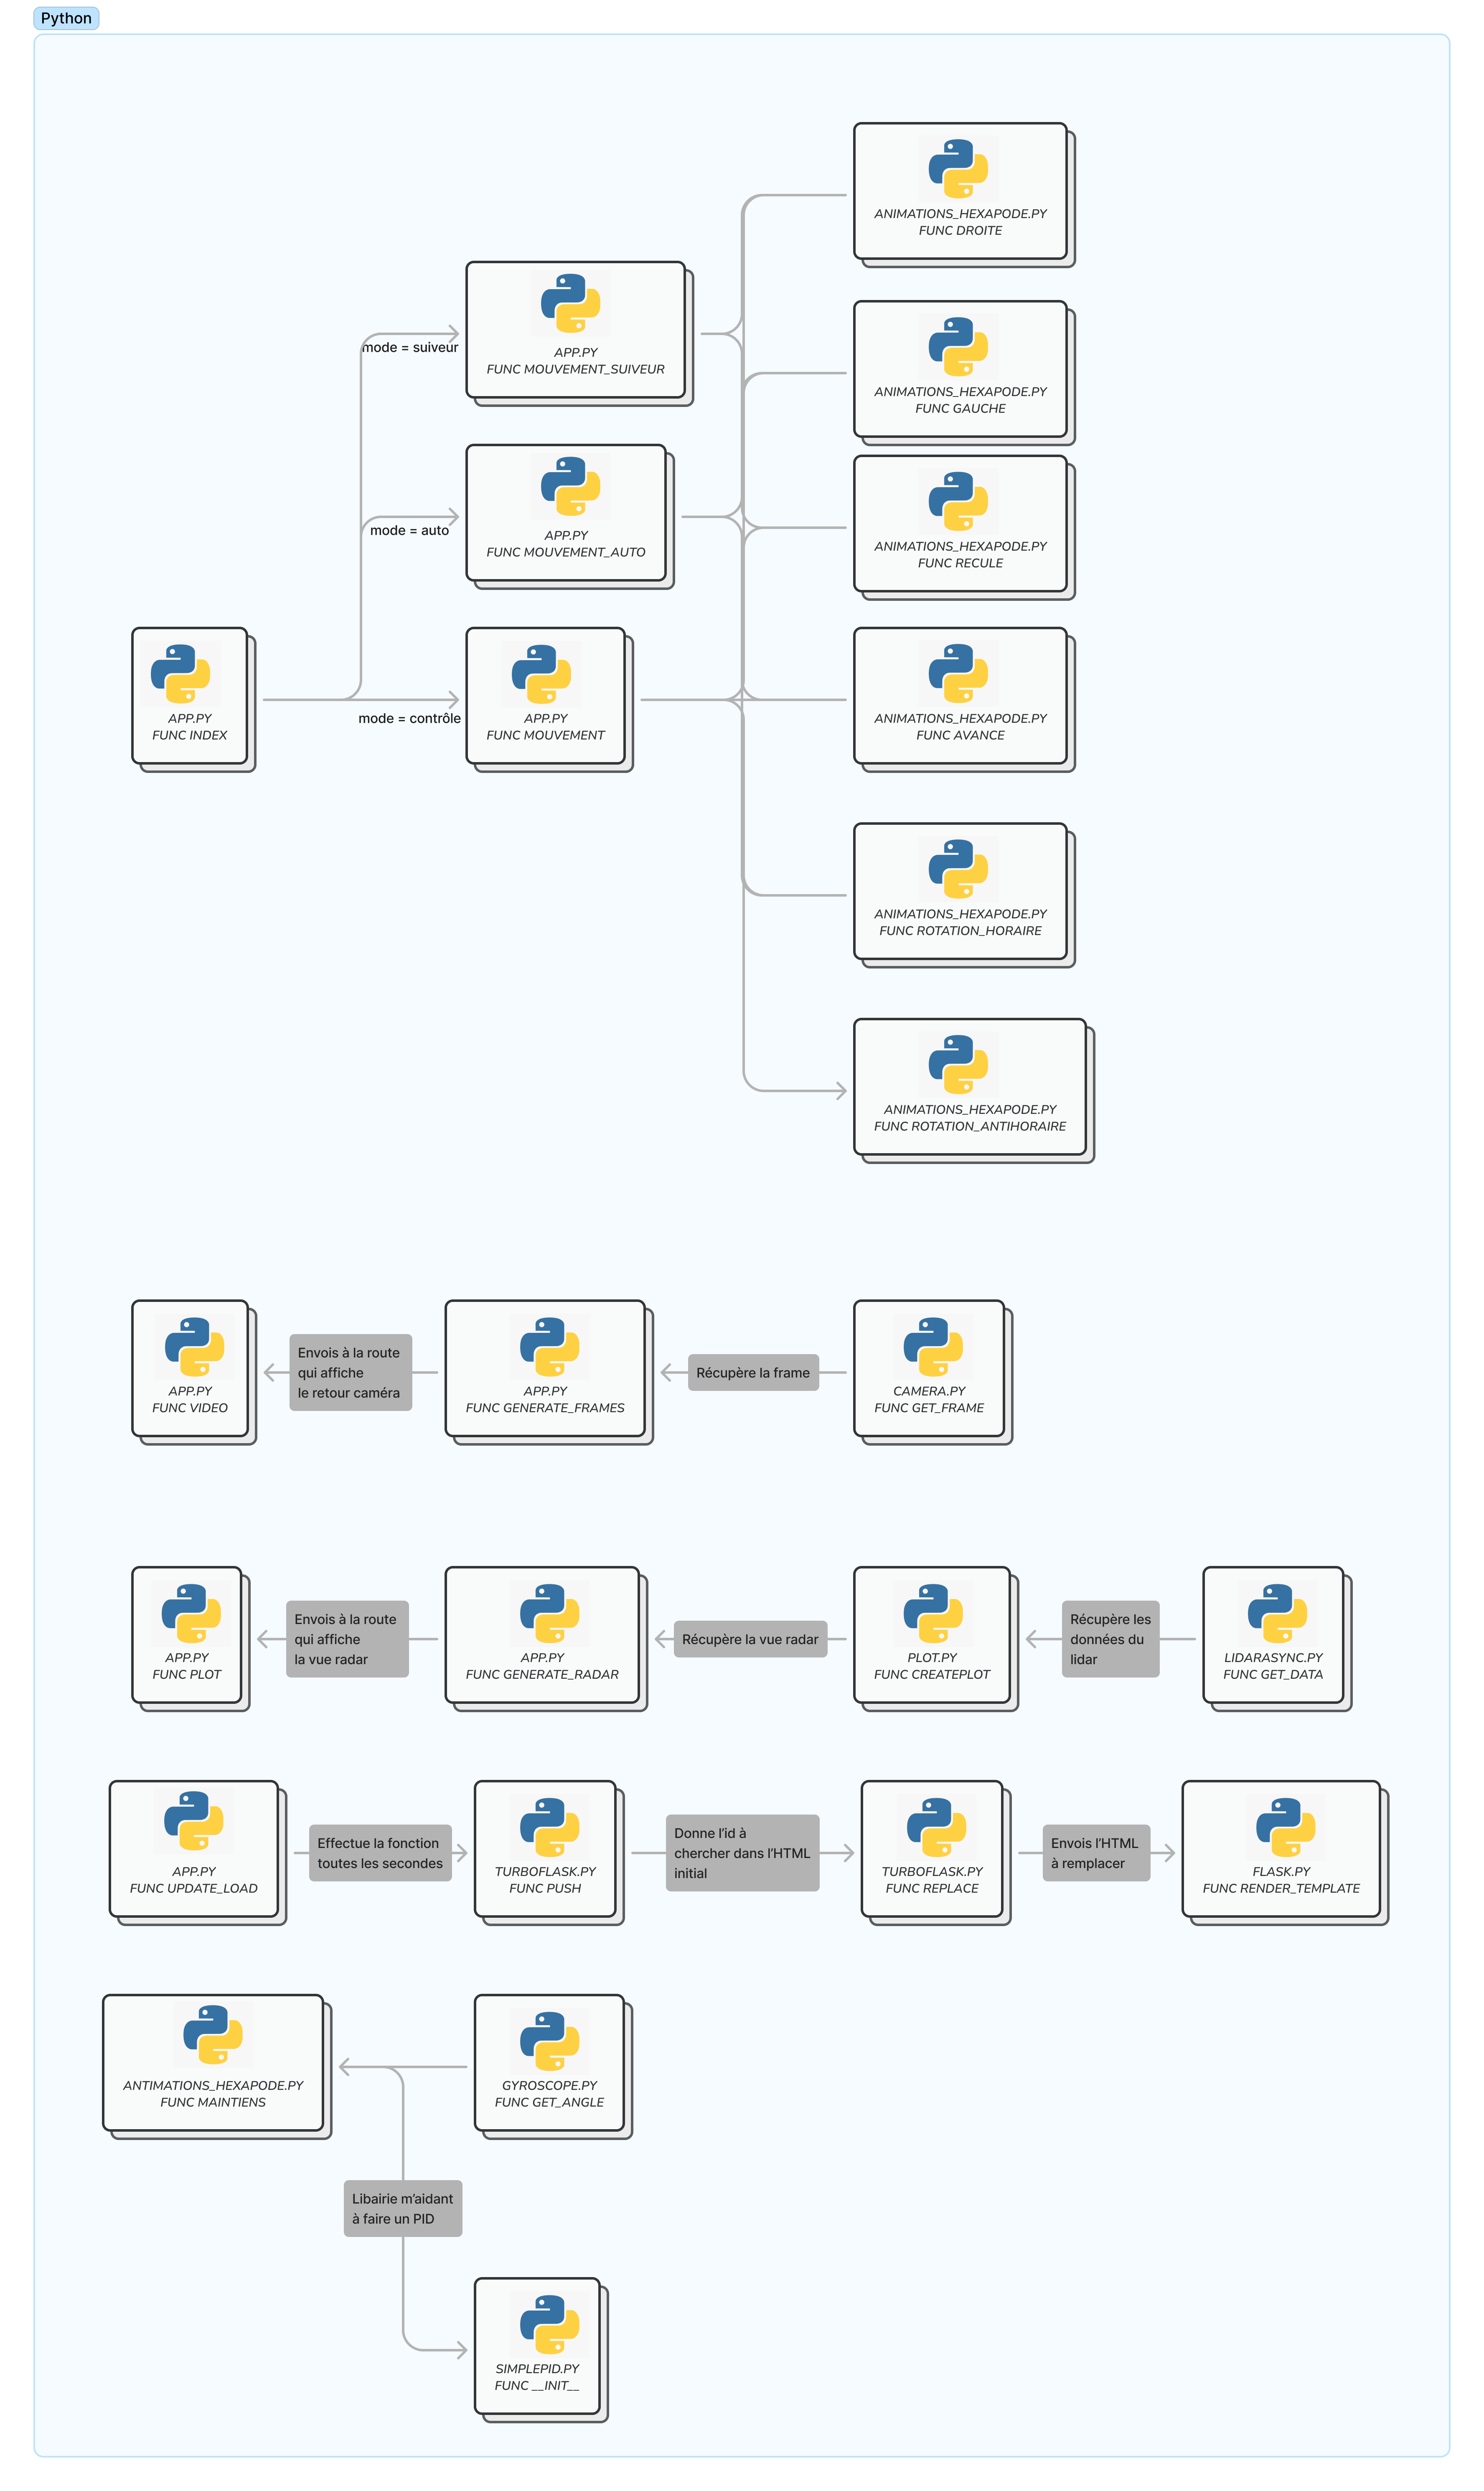 Python
ANIMATIONS_HEXAPODE.PY
FUNC DROITE
mode = suiveur
APP.PY
FUNC MOUVEMENT_SUIVEUR
ANIMATIONS_HEXAPODE.PY
FUNC GAUCHE
mode = auto
APP.PY
FUNC MOUVEMENT_AUTO
ANIMATIONS_HEXAPODE.PY
FUNC RECULE
APP.PY
FUNC INDEX
mode = contrôle
APP.PY
FUNC MOUVEMENT
ANIMATIONS_HEXAPODE.PY
FUNC AVANCE
ANIMATIONS_HEXAPODE.PY
FUNC ROTATION_HORAIRE
ANIMATIONS_HEXAPODE.PY
FUNC ROTATION_ANTIHORAIRE
APP.PY
FUNC VIDEO
Envois à la route
qui affiche
le retour caméra
APP.PY
FUNC GENERATE_FRAMES
Récupère la frame
CAMERA.PY
FUNC GET_FRAME
APP.PY
FUNC PLOT
Envois à la route
qui affiche
la vue radar
APP.PY
FUNC GENERATE_RADAR
Récupère la vue radar
PLOT.PY
FUNC CREATEPLOT
Récupère les
données du
lidar
LIDARASYNC.PY
FUNC GET_DATA
APP.PY
FUNC UPDATE_LOAD
Effectue la fonction
toutes les secondes
TURBOFLASK.PY
FUNC PUSH
Donne l'id à
chercher dans l'HTML
initial
TURBOFLASK.PY
FUNC REPLACE
Envois l'HTML
à remplacer
FLASK.PY
FUNC RENDER_TEMPLATE
ANTIMATIONS_HEXAPODE.PY
FUNC MAINTIENS
GYROSCOPE.PY
FUNC GET_ANGLE
Libairie m'aidant
à faire un PID
SIMPLEPID.PY
FUNC __INIT__